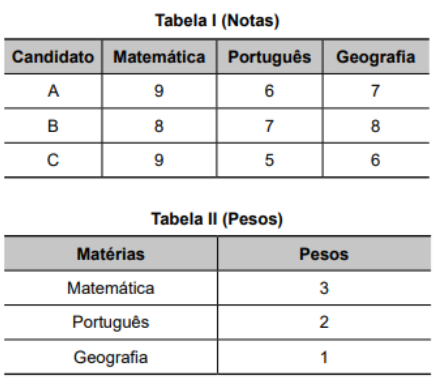 Tabela I (Notas)
Candidato Matemática Português Geografia
A 9 6 7
B 8 7 8
C 9 5 6
Tabela II (Pesos)
Matérias Pesos
Matemática 3
Português 2
Geografia 1